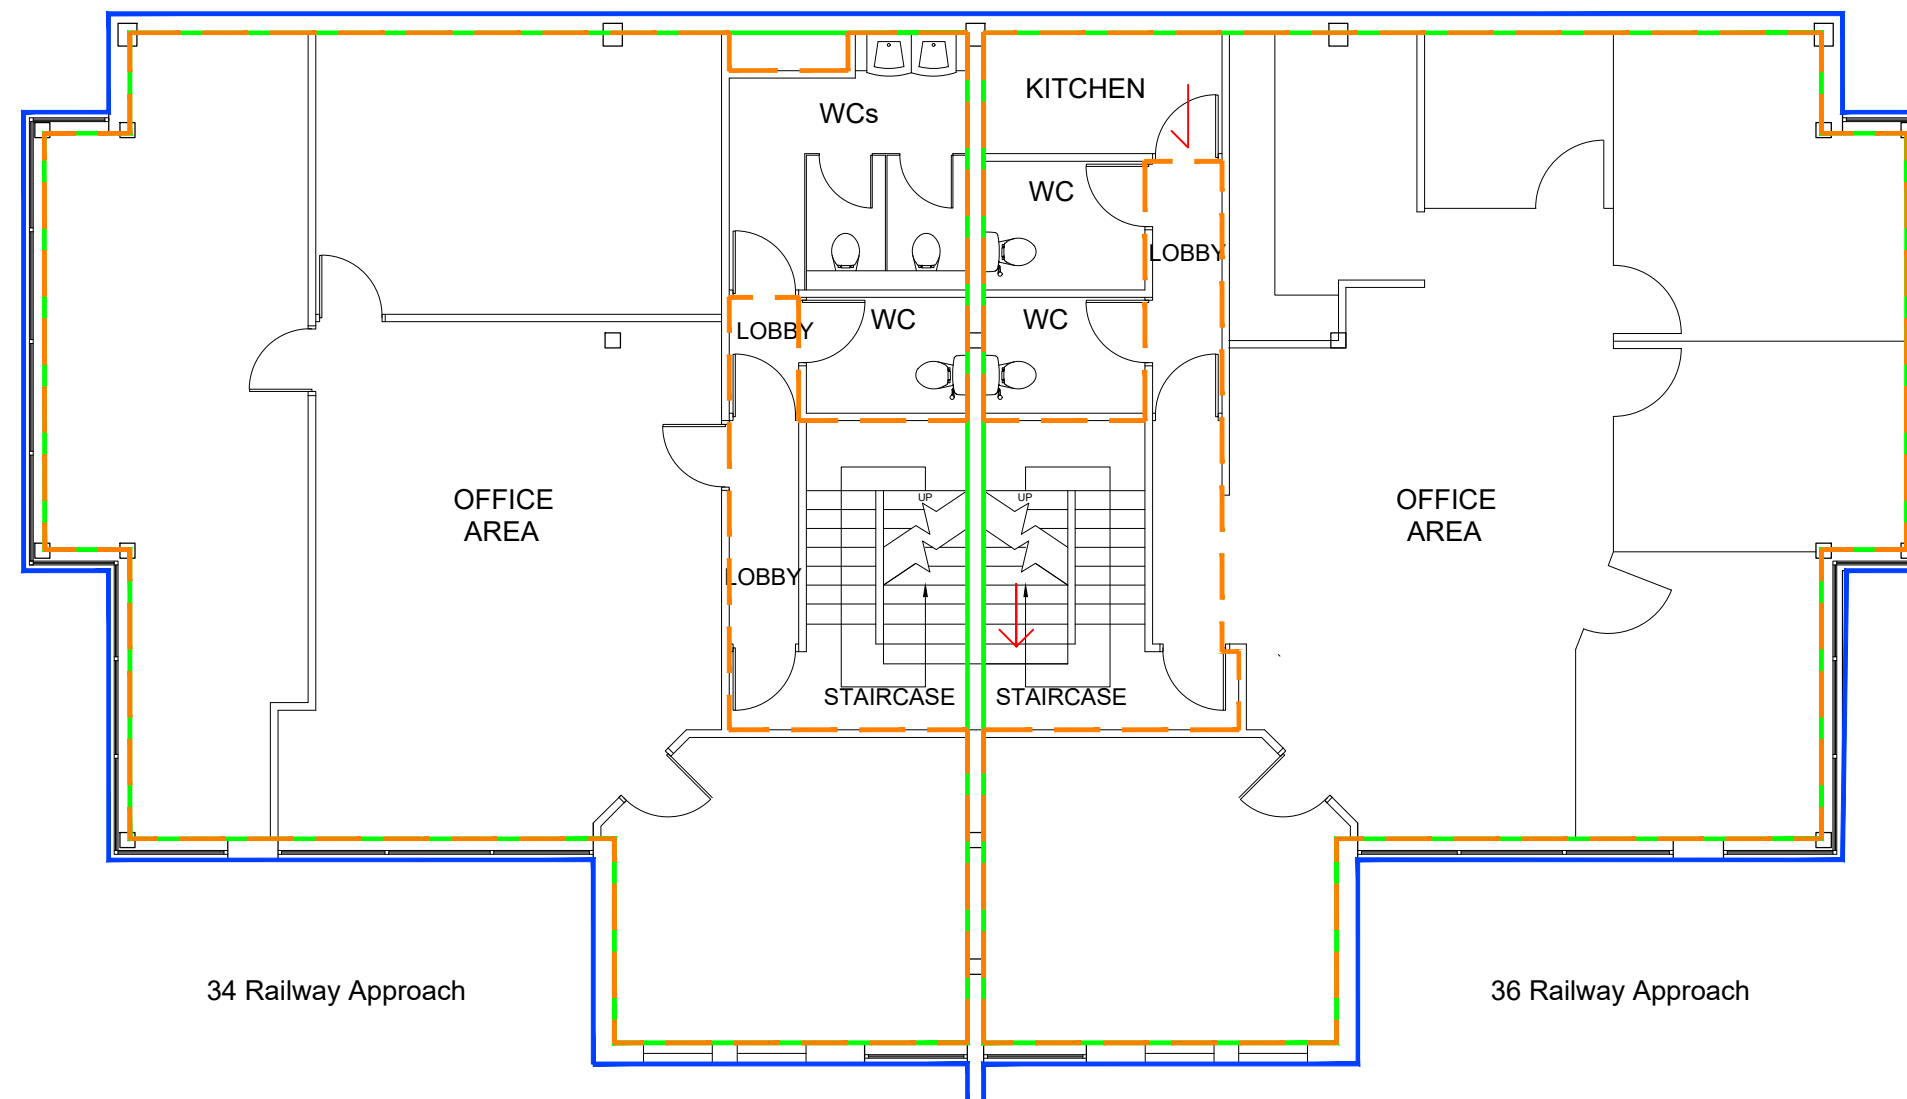 KITCHEN
WCs
WC
LOBBY
LOBBY
WC
WC
OFFICE
AREA
UP
UP
OFFICE
AREA
LOBBY
STAIRCASE
STAIRCASE
34 Railway Approach
36 Railway Approach